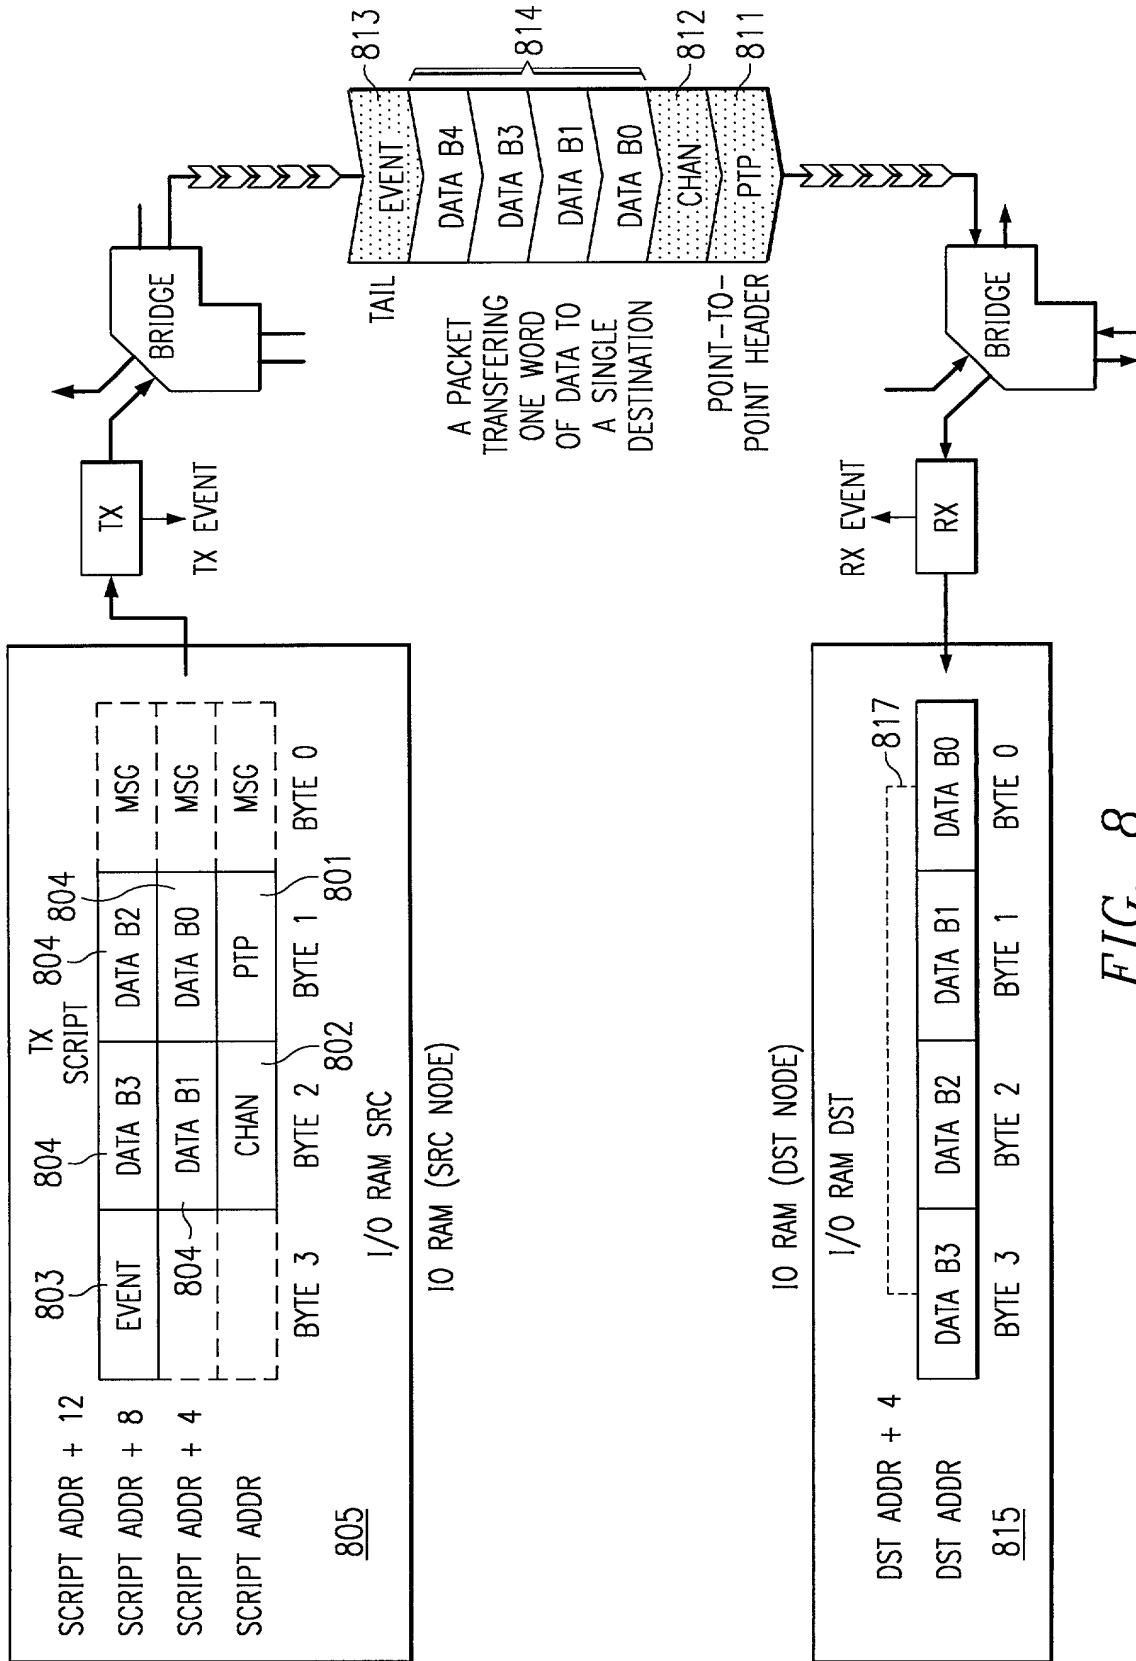 TX
SCRIPT
SCRIPT ADDR + 12
SCRIPT ADDR + 8
SCRIPT ADDR + 4
SCRIPT ADDR
803
804
804
804
EVENT
DATA B3
DATA B2
MSG
804
DATA B1
DATA B0
MSG
CHAN
PTP
MSG
802
801
BYTE 3
BYTE 2
BYTE 1
BYTE 0
805
I/O RAM SRC
IO RAM (SRC NODE)
TX
TX EVENT
BRIDGE
TAIL
A PACKET
TRANSFERING
ONE WORD
OF DATA TO
A SINGLE
DESTINATION
POINT-TO-
POINT HEADER
EVENT
DATA B4
DATA B3
DATA B1
DATA B0
CHAN
PTP
813
814
812
811
IO RAM (DST NODE)
I/O RAM DST
DST ADDR + 4
DST ADDR
817
DATA B3
DATA B2
DATA B1
DATA B0
BYTE 3
BYTE 2
BYTE 1
BYTE 0
815
RX EVENT
RX
BRIDGE
FIG. 8